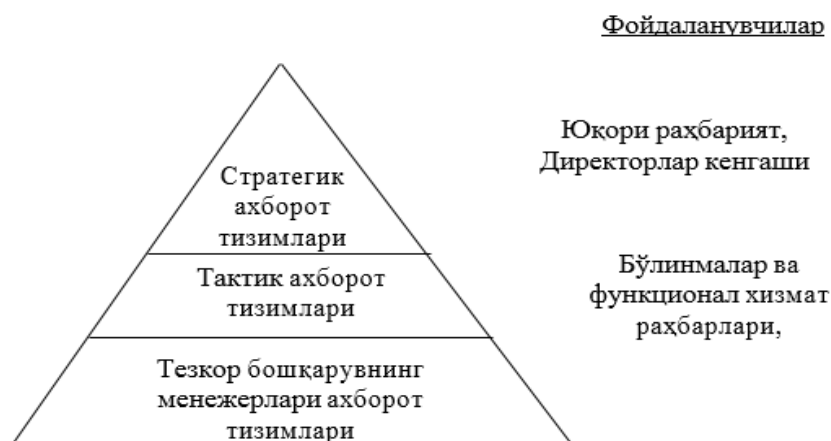 Фойдаланувчилар
Юқори раҳбарият,
Директорлар кенгаши
Стратегик
ахборот
тизимлари
Тактик ахборот
тизимлари
Бўлинмалар ва
функционал хизмат
раҳбарлари,
Тезкор бошқарувнинг
менежерлари ахборот
тизимлари